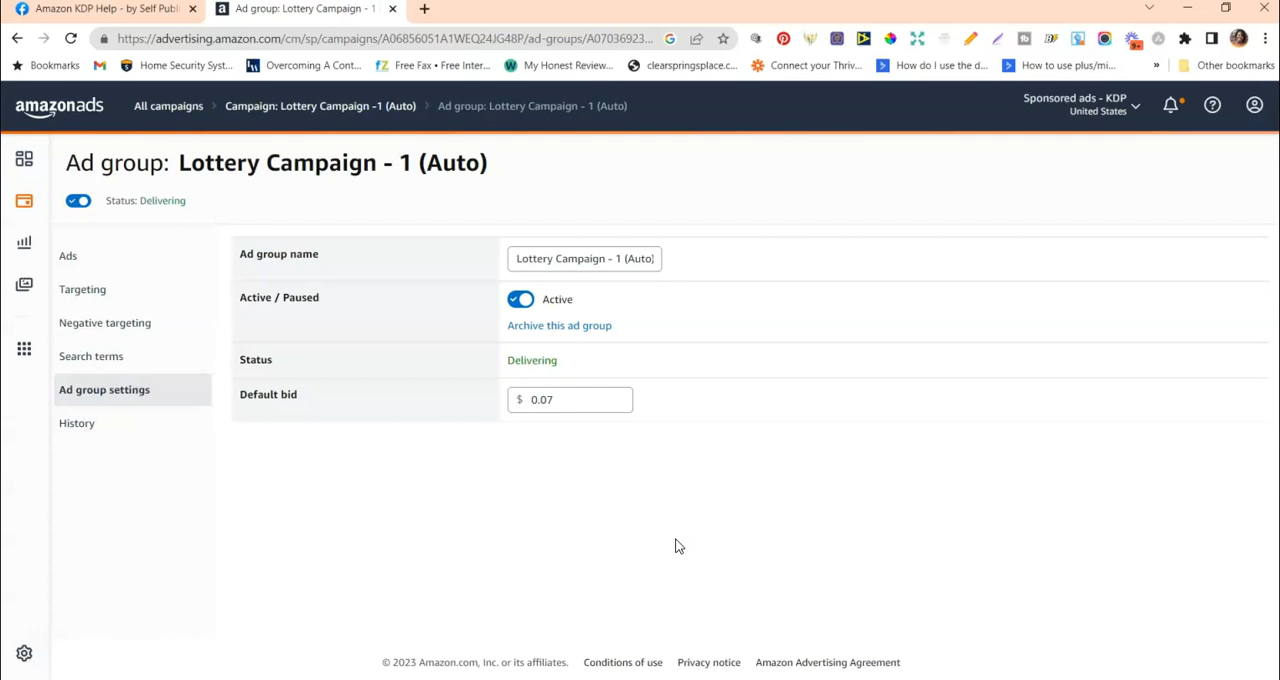 Amazon KDP Help - by Self Publ
Ad group: Lottery Campaign - 1
https://advertising.amazon.com/cm/sp/campaigns/A06856051A1WEQ24JG48P/ad-groups/A07036923...
9+
Bookmarks
Home Security Syst...
Overcoming A Cont...
Free Fax • Free Inter...
My Honest Review...
clearspringsplace.c...
Connect your Thriv...
How do I use the d...
How to use plus/mi...
»
Other bookmarks
amazonads
All campaigns
Campaign: Lottery Campaign -1 (Auto)
Ad group: Lottery Campaign - 1 (Auto)
Sponsored ads - KDP
United States
Ad group: Lottery Campaign - 1 (Auto)
Status: Delivering
Ads
Targeting
Negative targeting
Search terms
Ad group settings
History
Ad group name
Lottery Campaign - 1 (Auto)
Active / Paused
Active
Archive this ad group
Status
Delivering
Default bid
$ 0.07
© 2023 Amazon.com, Inc. or its affiliates.
Conditions of use
Privacy notice
Amazon Advertising Agreement